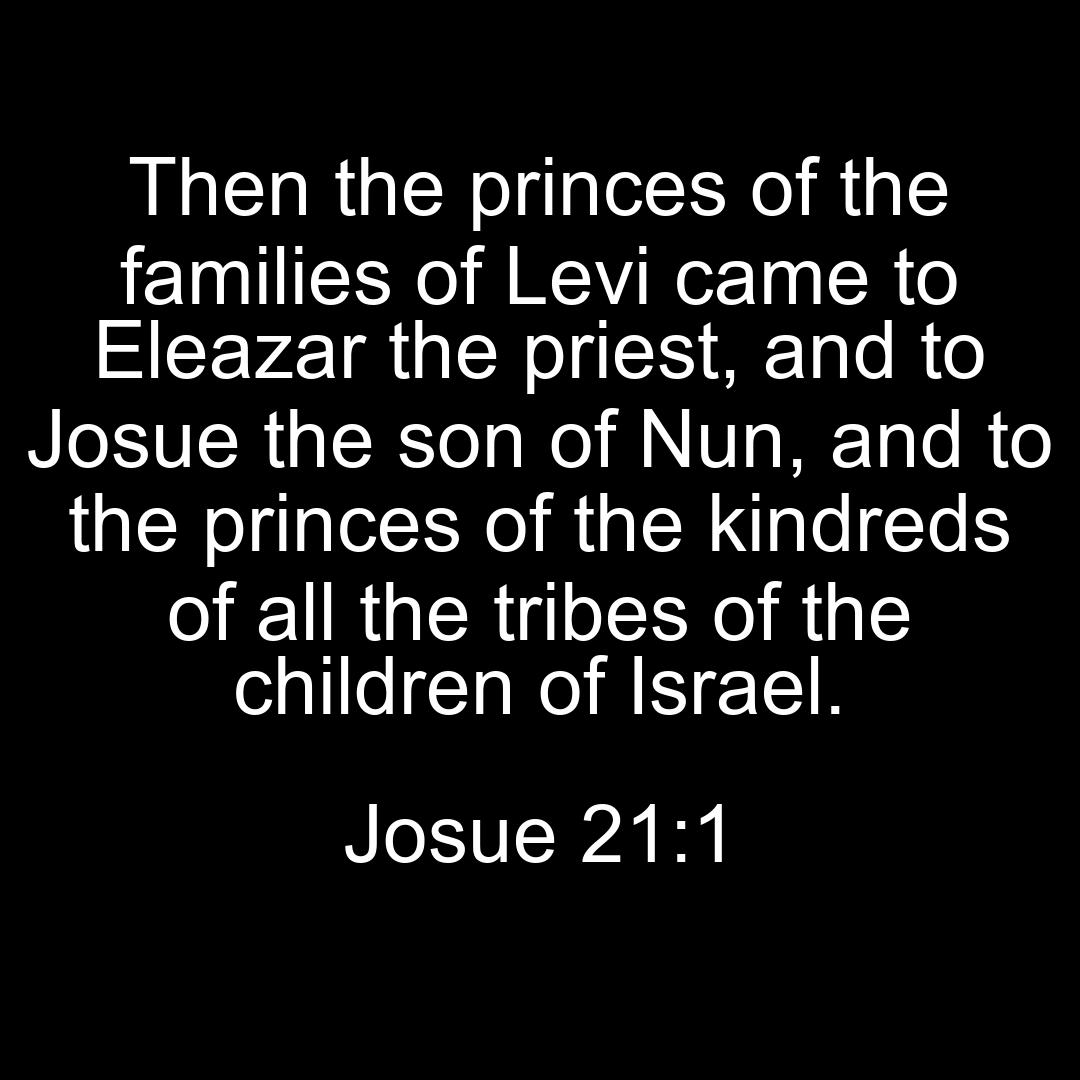 Then the princes of the
families of Levi came to
Eleazar the priest, and to
Josue the son of Nun, and to
the princes of the kindreds
of all the tribes of the
children of Israel.
Josue 21:1